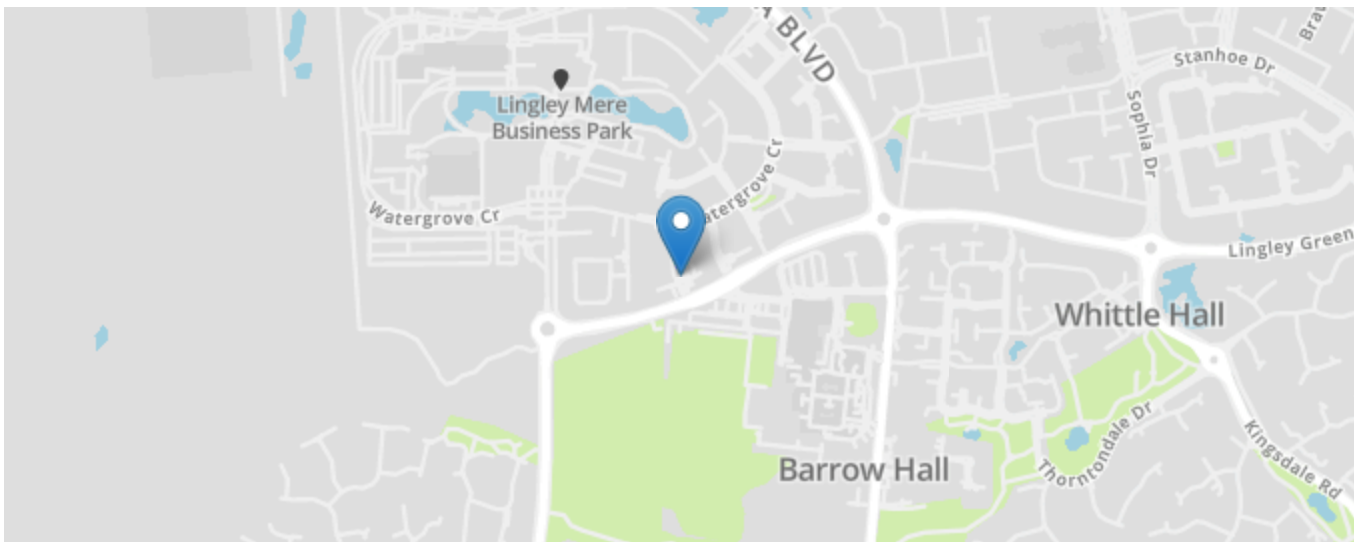 A BLVD
Stanhoe Dr
Lingley Mere
Business Park
Sophia Dr
Watergrove Cr
atergrove Cr
Lingley Green
Whittle Hall
Thorntondale Dr
Kingsdale Rd
Barrow Hall